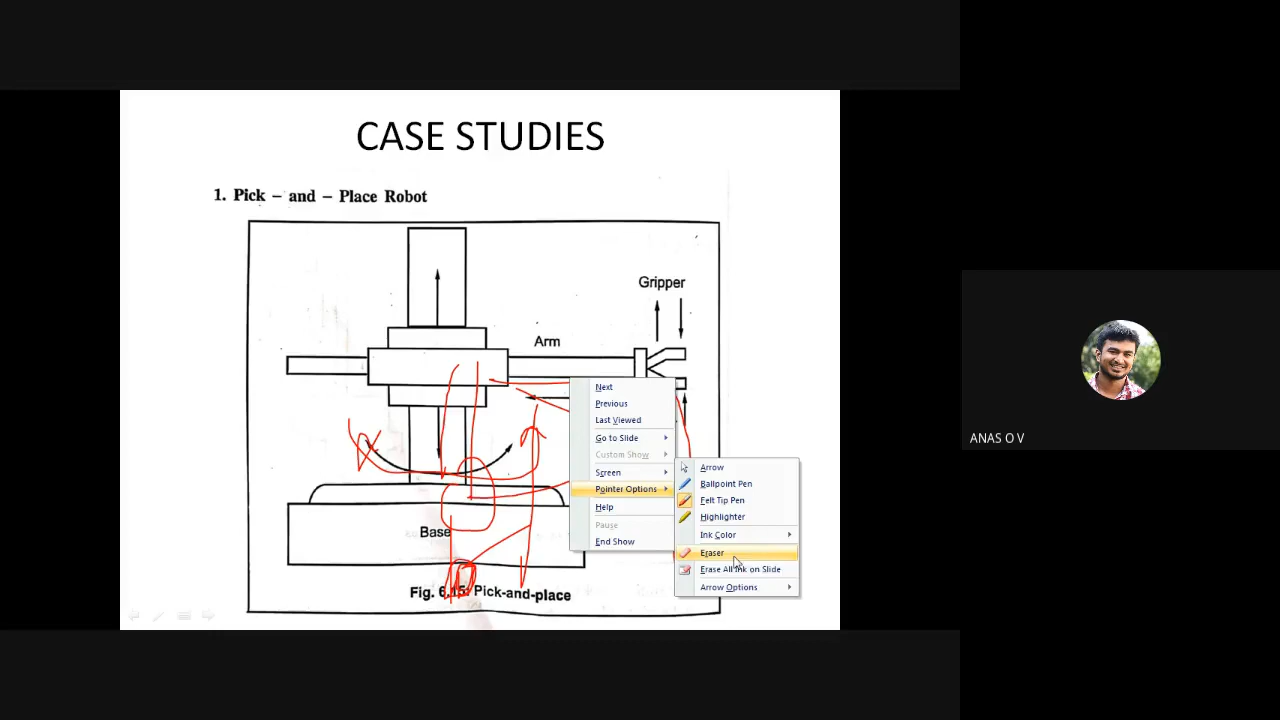 CASE STUDIES
1. Pick – and – Place Robot
Gripper
Arm
Base
Fig. 6.15: Pick-and-place
Next
Previous
Last Viewed
Go to Slide
Custom Show
Screen
Pointer Options
Help
Pause
End Show
Arrow
Ballpoint Pen
Felt Tip Pen
Highlighter
Ink Color
Eraser
Erase All Ink on Slide
Arrow Options
ANAS O V